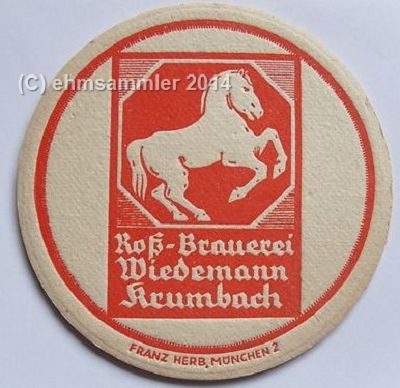 (C) ehmsammler 2014
Roß-Brauerei
Wiedemann
Krumbach
FRANZ HERB, MÜNCHEN 2